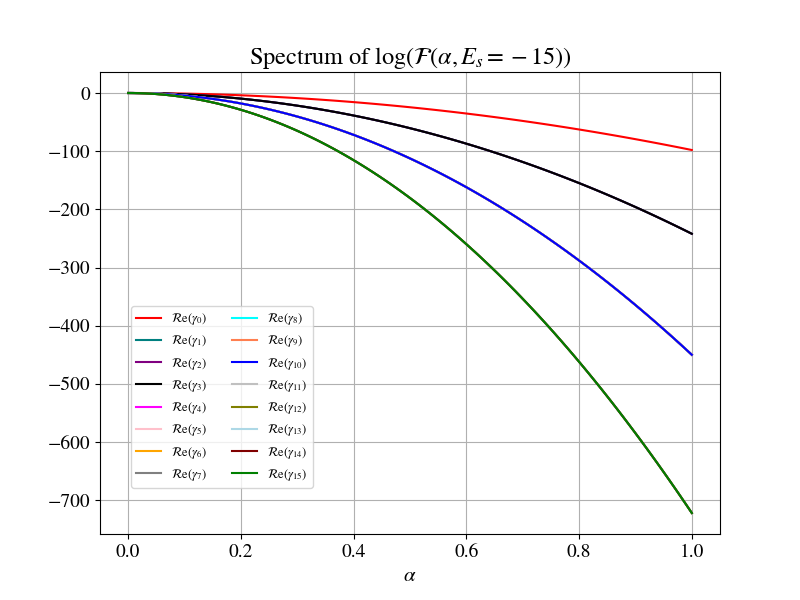 Spectrum of log(ℱ(α, Eₛ = −15))
0
−100
−200
−300
−400
−500
−600
−700
ℛe(γ₀) ℛe(γ₈)
ℛe(γ₁) ℛe(γ₉)
ℛe(γ₂) ℛe(γ₁₀)
ℛe(γ₃) ℛe(γ₁₁)
ℛe(γ₄) ℛe(γ₁₂)
ℛe(γ₅) ℛe(γ₁₃)
ℛe(γ₆) ℛe(γ₁₄)
ℛe(γ₇) ℛe(γ₁₅)
0.0 0.2 0.4 0.6 0.8 1.0
α